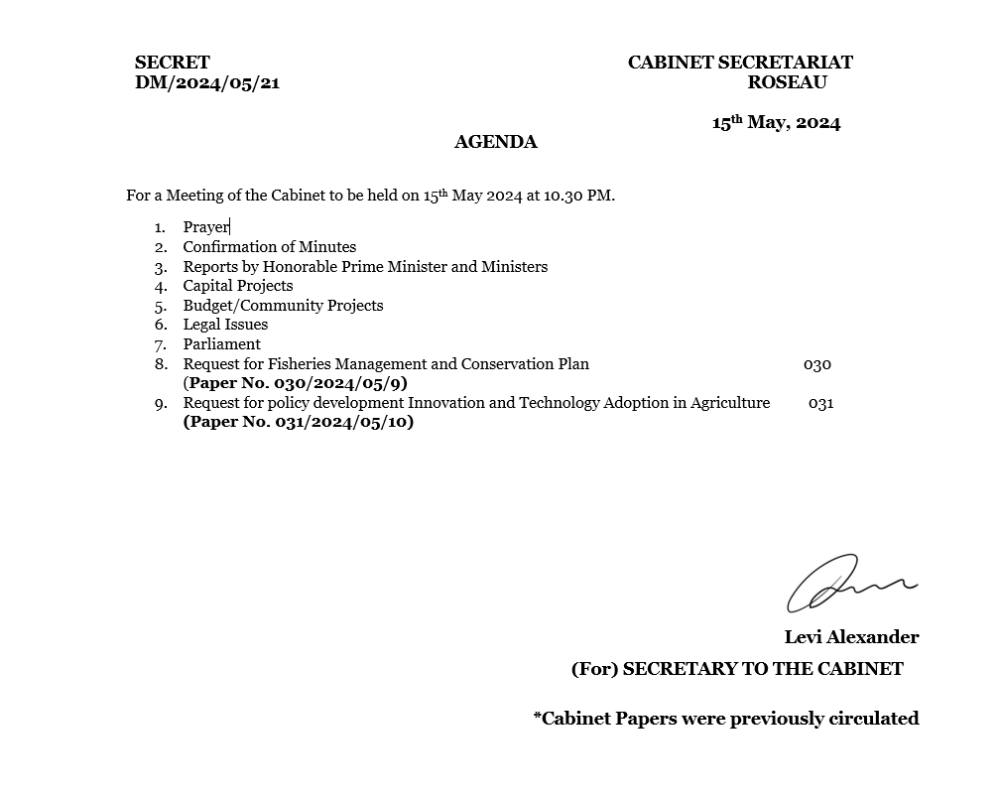 SECRET
CABINET SECRETARIAT
DM/2024/05/21
ROSEAU
15th May, 2024
AGENDA
For a Meeting of the Cabinet to be held on 15th May 2024 at 10.30 PM.
1. Prayer
2. Confirmation of Minutes
3. Reports by Honorable Prime Minister and Ministers
4. Capital Projects
5. Budget/Community Projects
6. Legal Issues
7. Parliament
8. Request for Fisheries Management and Conservation Plan 030
(Paper No. 030/2024/05/9)
9. Request for policy development Innovation and Technology Adoption in Agriculture 031
(Paper No. 031/2024/05/10)
Levi Alexander
(For) SECRETARY TO THE CABINET
*Cabinet Papers were previously circulated